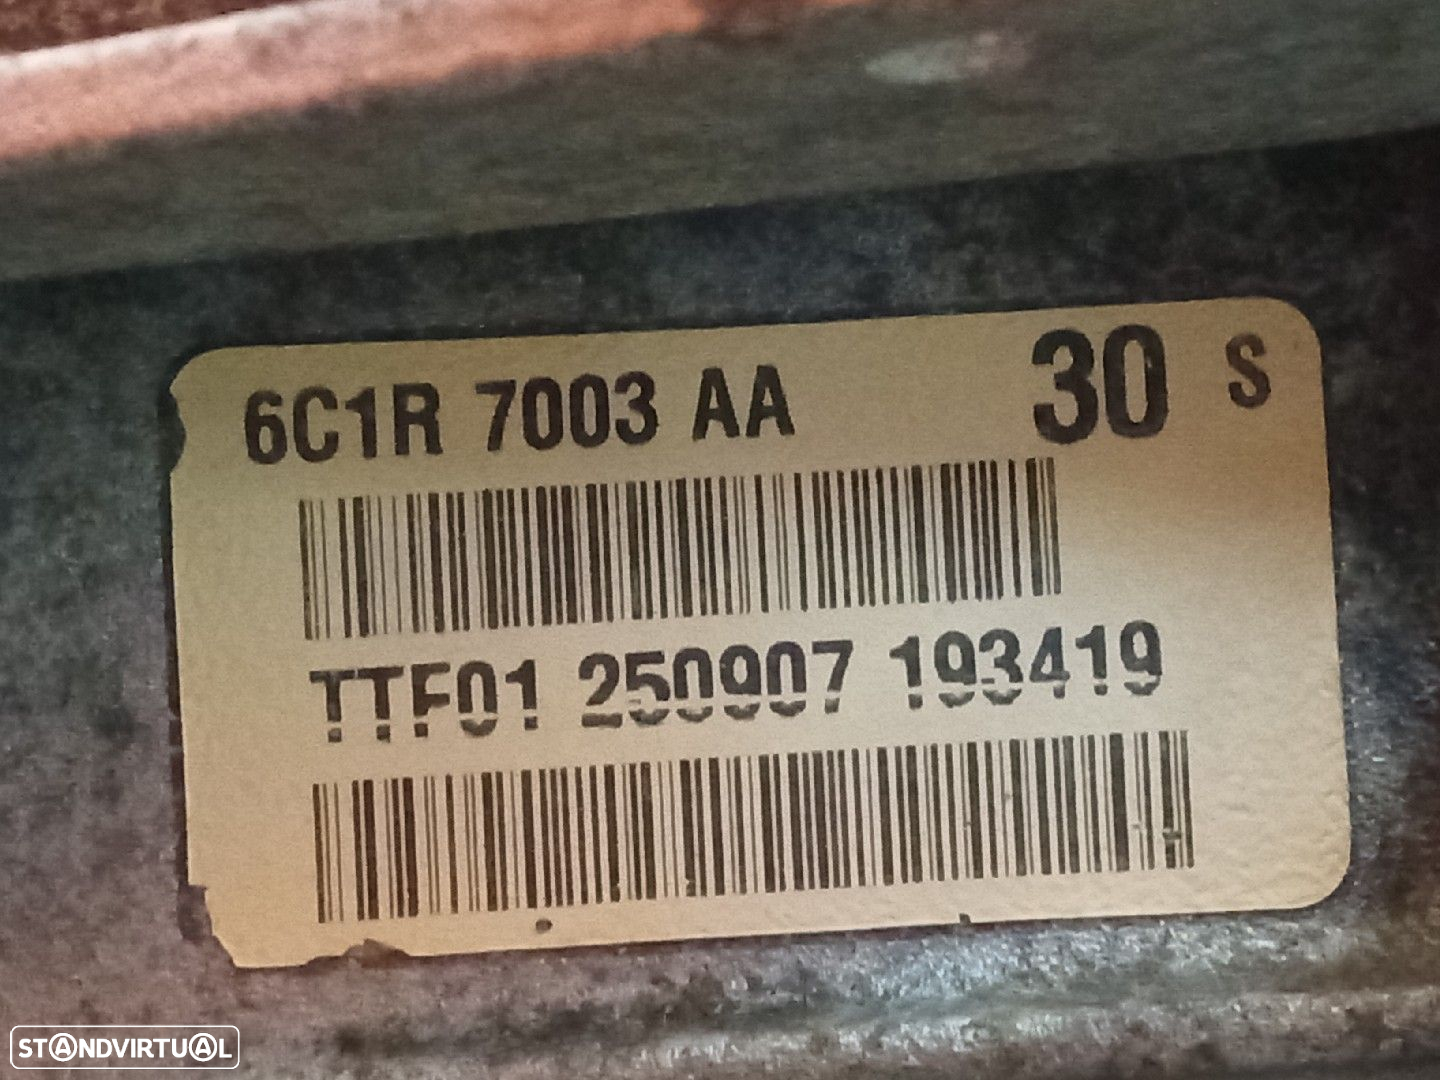 6C1R 7003 AA 30 S
TTF01 250907 193419
STANDVIRTUAL